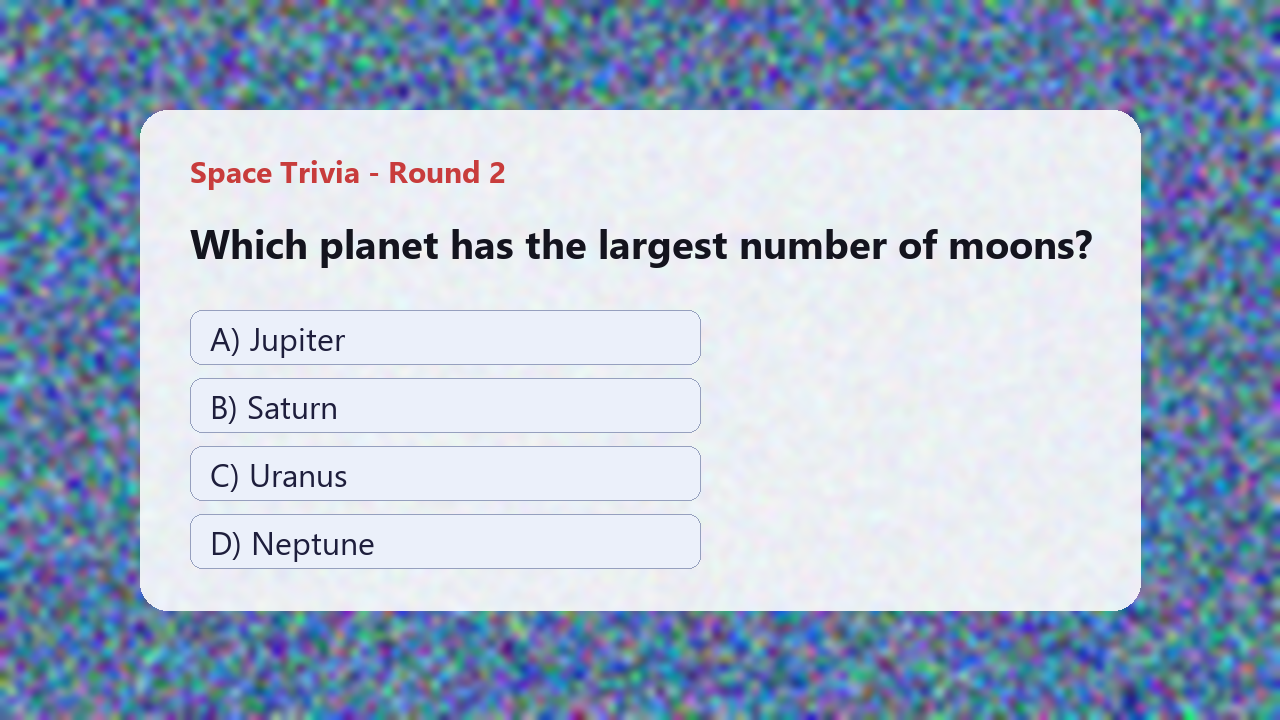 Space Trivia - Round 2
Which planet has the largest number of moons?
A) Jupiter
B) Saturn
C) Uranus
D) Neptune